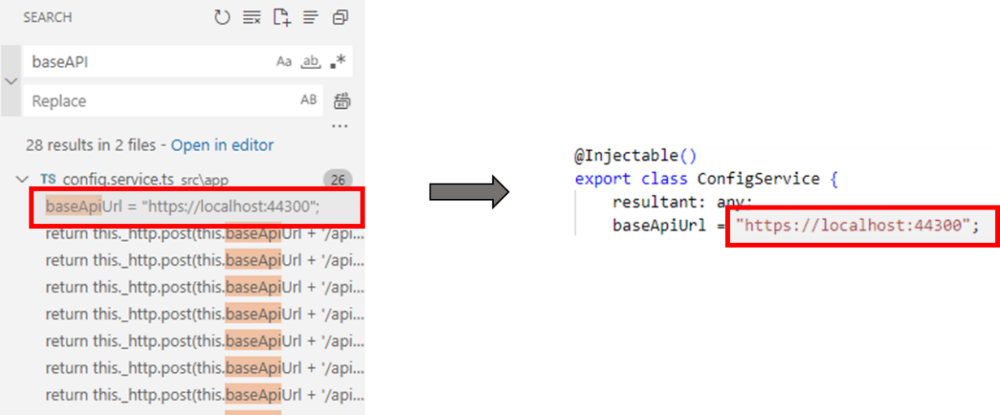 SEARCH
baseAPI
Aa ab .*
Replace
AB
...
28 results in 2 files - Open in editor
TS config.service.ts src\app 26
baseApiUrl = "https://localhost:44300";
return this._http.post(this.baseApiUrl + '/api...
return this._http.post(this.baseApiUrl + '/api...
return this._http.post(this.baseApiUrl + '/api...
return this._http.post(this.baseApiUrl + '/api...
return this._http.post(this.baseApiUrl + '/api...
return this._http.post(this.baseApiUrl + '/api...
return this._http.post(this.baseApiUrl + '/api...
@Injectable()
export class ConfigService {
resultant: any;
baseApiUrl = "https://localhost:44300";